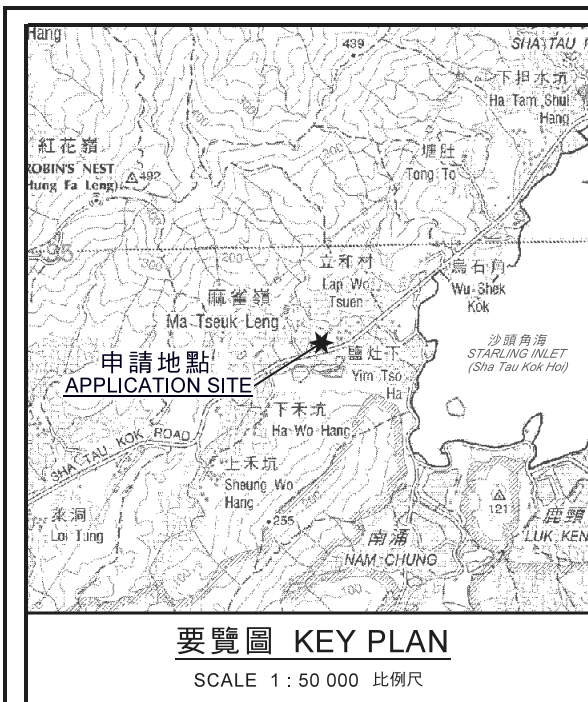 Hang
439
SHA TAU
下担水坑
Ha Tam Shui
Hang
紅花嶺
ROBIN'S NEST
(Hung Fa Leng)
492
塘肚
Tong To
200
300
200
300
200
立和村
Lap Wo
Tsuen
烏石角
Wu Shek
Kok
麻雀嶺
Ma Tseuk Leng
沙頭角海
STARLING INLET
(Sha Tau Kok Hoi)
申請地點
APPLICATION SITE
鹽灶下
Yim Tso
Ha
下禾坑
Ha Wo Hang
SHA TAU KOK ROAD
上禾坑
Sheung Wo
Hang
萊洞
Loi Tung
255
121
南涌
NAM CHUNG
鹿頸
LUK KEN
100
要覽圖 KEY PLAN
SCALE 1 : 50 000 比例尺